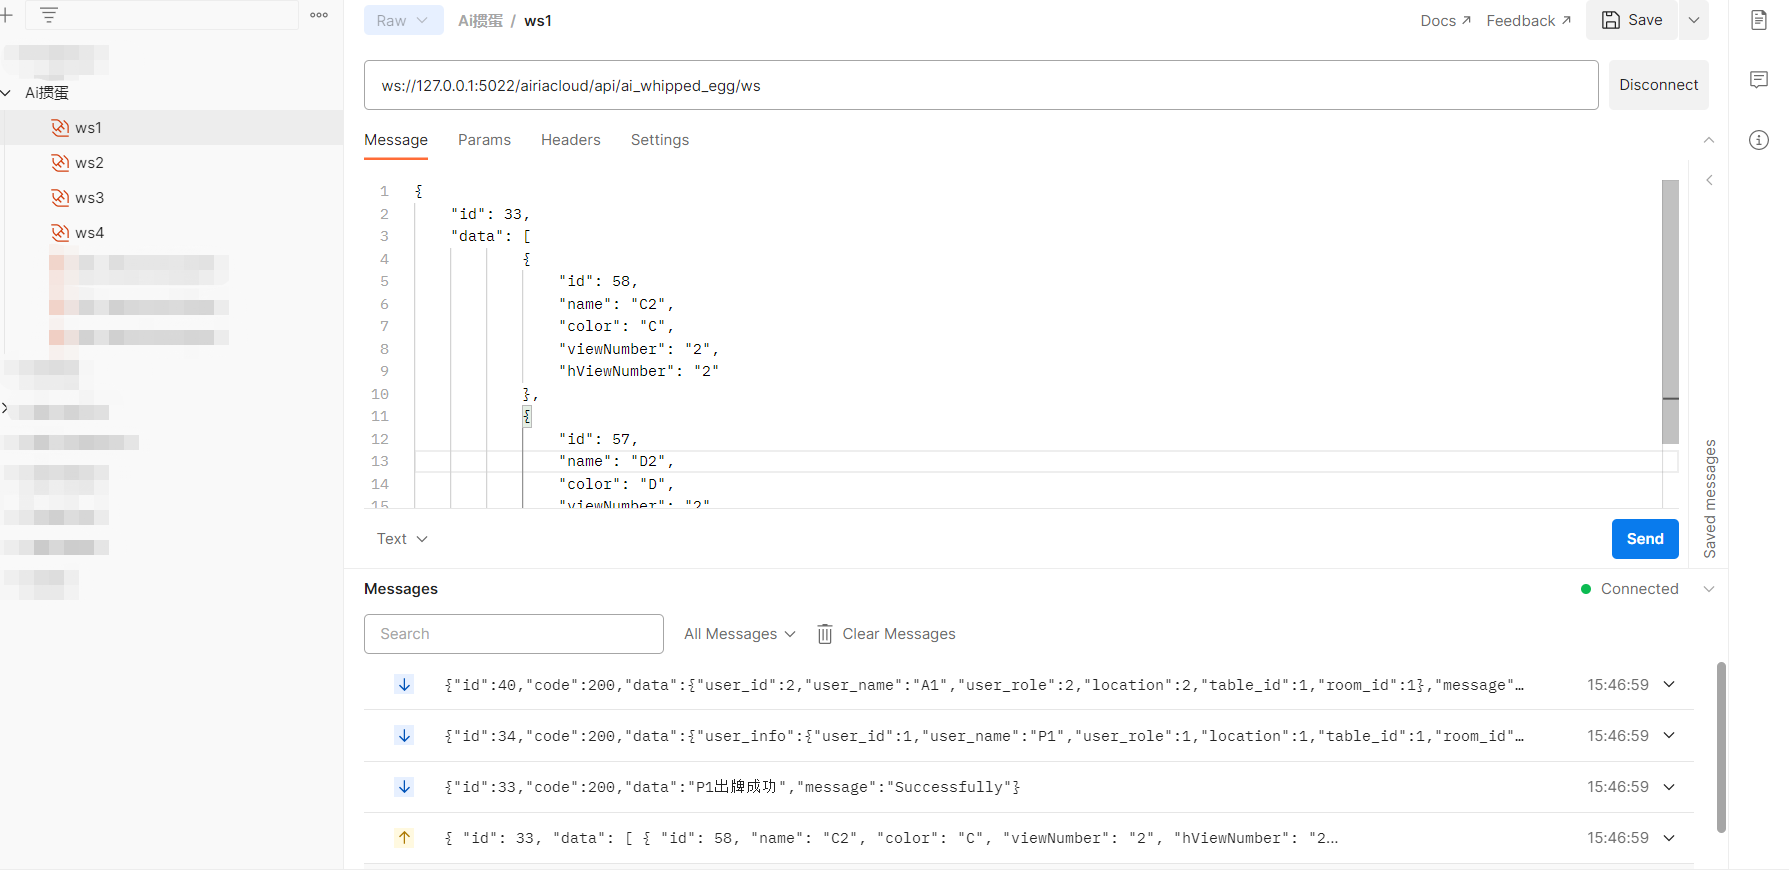 Raw
Ai掼蛋 / ws1
Docs ↗ Feedback ↗
Save
Ai掼蛋
ws1
ws2
ws3
ws4
ws://127.0.0.1:5022/airiacloud/api/ai_whipped_egg/ws
Disconnect
Message Params Headers Settings
1 {
2 "id": 33,
3 "data": [
4 {
5 "id": 58,
6 "name": "C2",
7 "color": "C",
8 "viewNumber": "2",
9 "hViewNumber": "2"
10 },
11 {
12 "id": 57,
13 "name": "D2",
14 "color": "D",
15 "viewNumber": "2"
Text
Send
Saved messages
Messages
Connected
Search
All Messages
Clear Messages
{"id":40,"code":200,"data":{"user_id":2,"user_name":"A1","user_role":2,"location":2,"table_id":1,"room_id":1},"message"… 15:46:59
{"id":34,"code":200,"data":{"user_info":{"user_id":1,"user_name":"P1","user_role":1,"location":1,"table_id":1,"room_id"… 15:46:59
{"id":33,"code":200,"data":"P1出牌成功","message":"Successfully"} 15:46:59
{ "id": 33, "data": [ { "id": 58, "name": "C2", "color": "C", "viewNumber": "2", "hViewNumber": "2… 15:46:59